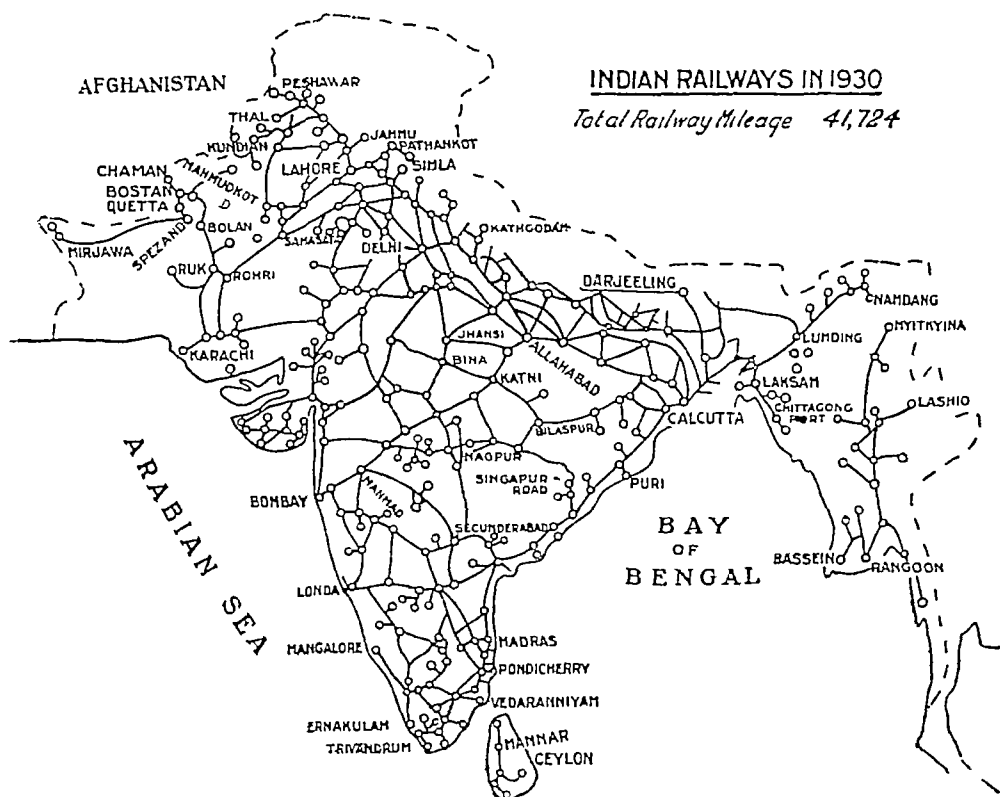 INDIAN RAILWAYS IN 1930
Total Railway Mileage 41,724
AFGHANISTAN
PESHAWAR
THAL
KUNDIAN
JAMMU
PATHANKOT
LAHORE
SIMLA
CHAMAN
MAHMUDKOT
BOSTAN
QUETTA
D
SPEZAND
BOLAN
MIRJAWA
SAMASATA
DELHI
KATHGODAM
RUK
ROHRI
DARJEELING
NAMDANG
KARACHI
JHANSI
ALLAHABAD
LUMDING
MYITKYINA
BINA
KATNI
LAKSAM
LASHIO
CALCUTTA
CHITTAGONG
PORT
BILASPUR
NAGPUR
SINGAPUR
ROAD
PURI
BOMBAY
MANMAD
SECUNDERABAD
ARABIAN SEA
BAY
OF
BENGAL
BASSEIN
RANGOON
LONDA
MANGALORE
MADRAS
PONDICHERRY
VEDARANNIYAM
ERNAKULAM
TRIVANDRUM
MANNAR
CEYLON